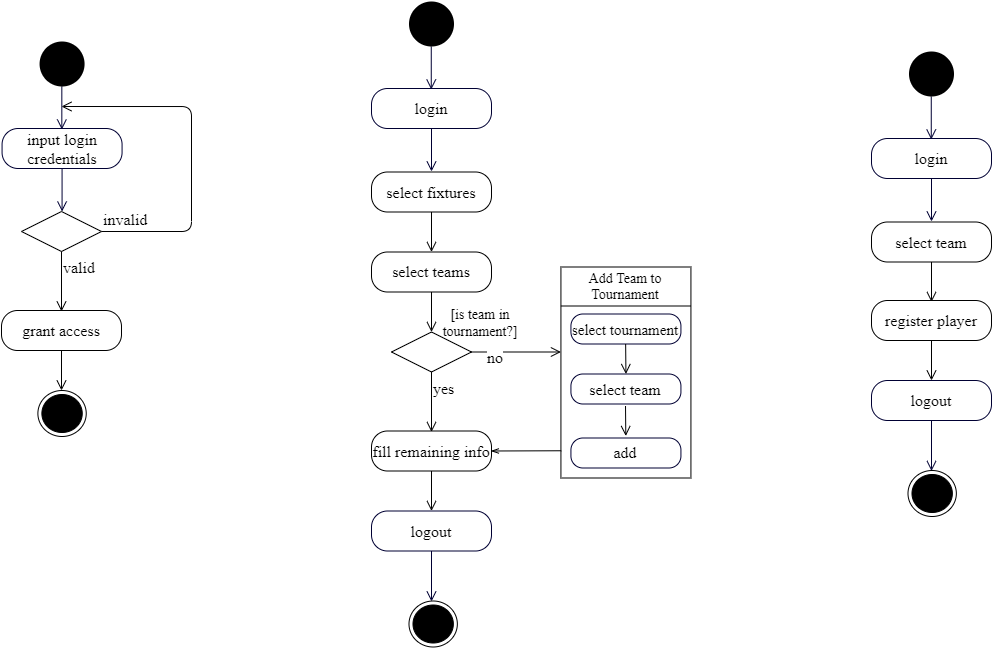 input login
credentials
invalid
valid
grant access
login
select fixtures
select teams
[is team in
tournament?]
no
yes
fill remaining info
logout
Add Team to
Tournament
select tournament
select team
add
login
select team
register player
logout